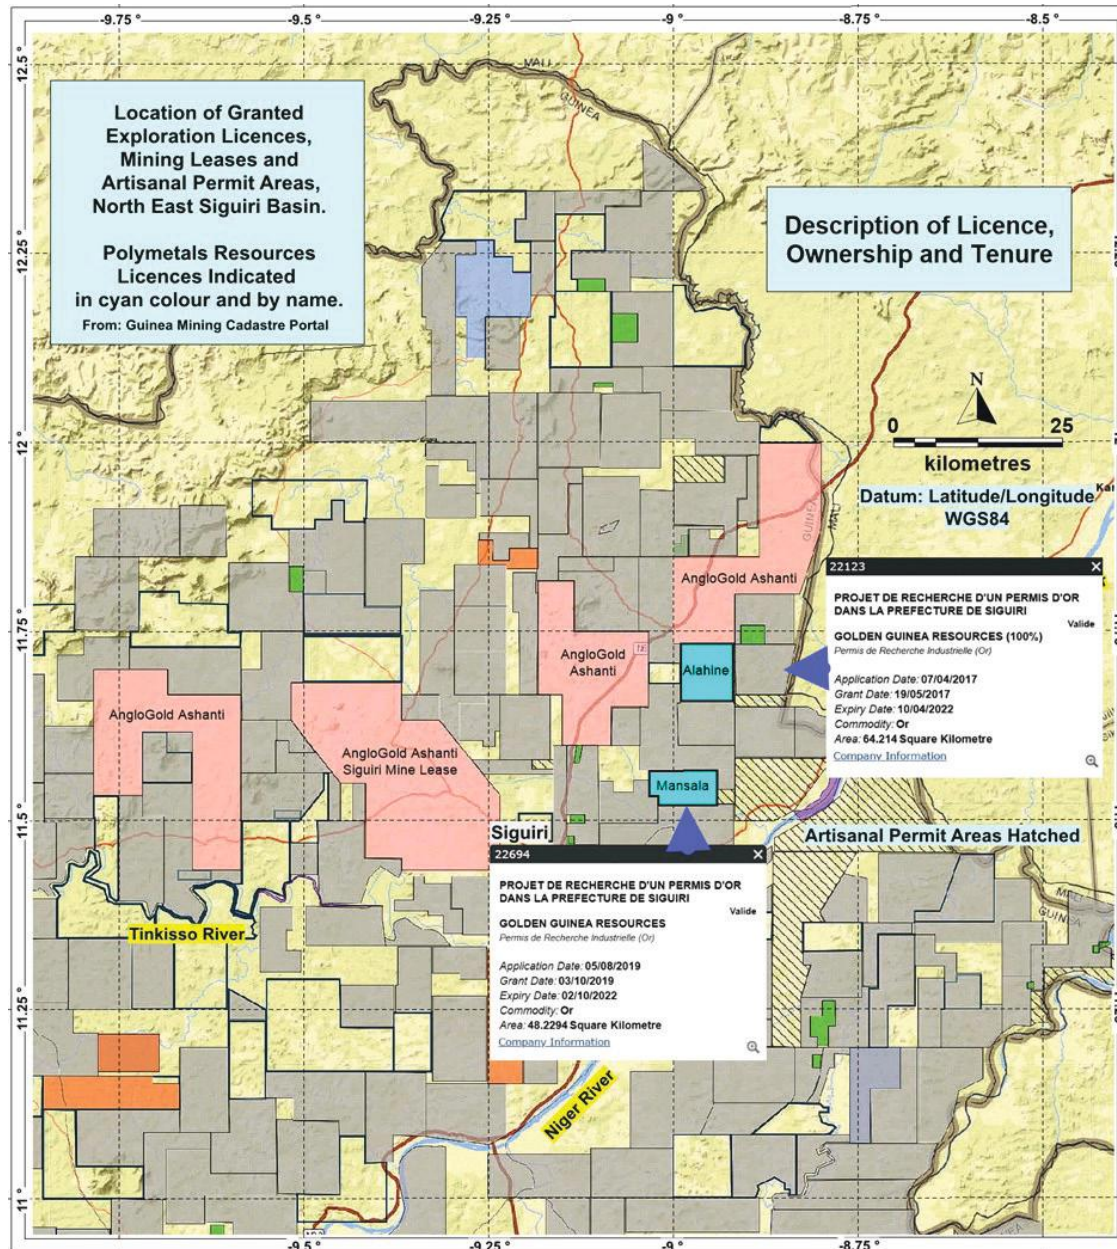 -9.75 °
-9.5 °
-9.25 °
-9 °
-8.75 °
-8.5 °
12.5 °
12.25 °
12 °
11.75 °
11.5 °
11.25 °
11 °
Location of Granted
Exploration Licences,
Mining Leases and
Artisanal Permit Areas,
North East Siguiri Basin.
Polymetals Resources
Licences Indicated
in cyan colour and by name.
From: Guinea Mining Cadastre Portal
MALI
GUINEA
Description of Licence,
Ownership and Tenure
N
0 25
kilometres
Datum: Latitude/Longitude
WGS84
GUINEA
MALI
AngloGold Ashanti
AngloGold
Ashanti
Alahine
AngloGold Ashanti
AngloGold Ashanti
Siguiri Mine Lease
Mansala
22123
PROJET DE RECHERCHE D'UN PERMIS D'OR
DANS LA PREFECTURE DE SIGUIRI
Valide
GOLDEN GUINEA RESOURCES (100%)
Permis de Recherche Industrielle (Or)
Application Date: 07/04/2017
Grant Date: 19/05/2017
Expiry Date: 10/04/2022
Commodity: Or
Area: 64.214 Square Kilometre
Company Information
Siguiri
Artisanal Permit Areas Hatched
22694
PROJET DE RECHERCHE D'UN PERMIS D'OR
DANS LA PREFECTURE DE SIGUIRI
Valide
GOLDEN GUINEA RESOURCES
Permis de Recherche Industrielle (Or)
Application Date: 05/08/2019
Grant Date: 03/10/2019
Expiry Date: 02/10/2022
Commodity: Or
Area: 48.2294 Square Kilometre
Company Information
MALI
GUINEA
Tinkisso River
Niger River
-9.5 °
-9.25 °
-9 °
-8.75 °
-8.5 °